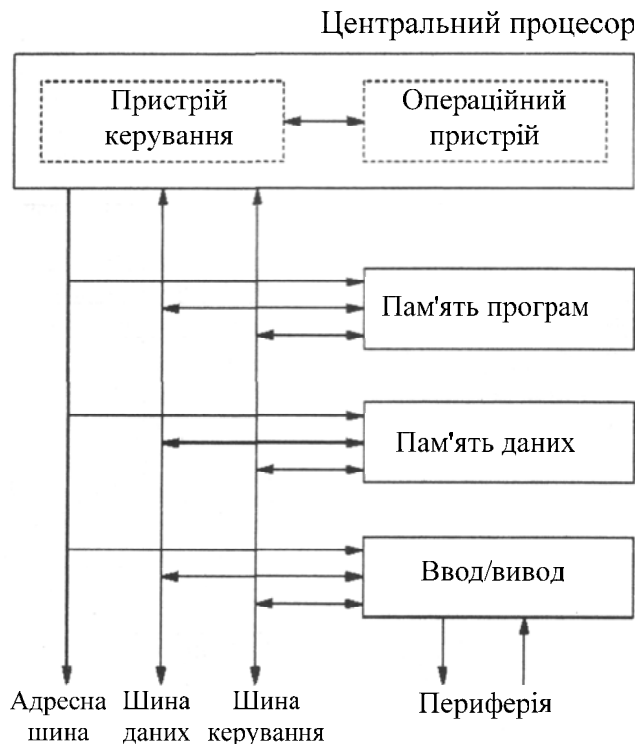 Центральний процесор
Пристрій
керування
Операційний
пристрій
Пам'ять програм
Пам'ять даних
Ввод/вивод
Адресна
шина
Шина
даних
Шина
керування
Периферія